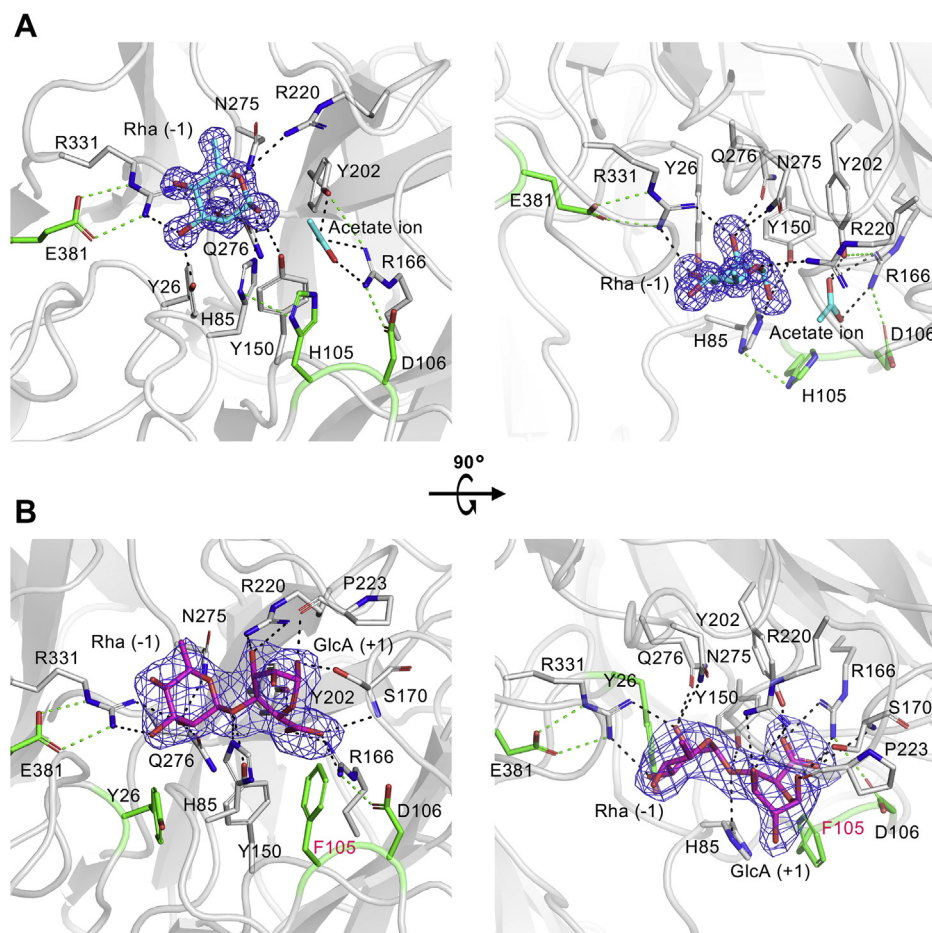 A
N275
R220
Rha (-1)
R331
Y202
Acetate ion
E381
Q276
R166
Y26
H85
Y150
H105
D106
Q276
N275
Y202
Y26
R331
E381
Y150
R220
R166
Rha (-1)
Acetate ion
H85
D106
H105
90°
B
P223
R220
N275
Rha (-1)
GlcA (+1)
R331
Y202
S170
E381
Q276
R166
Y26
H85
D106
Y150
F105
Y202
R220
N275
Q276
R331
Y26
R166
Y150
S170
P223
E381
Rha (-1)
F105
D106
H85
GlcA (+1)